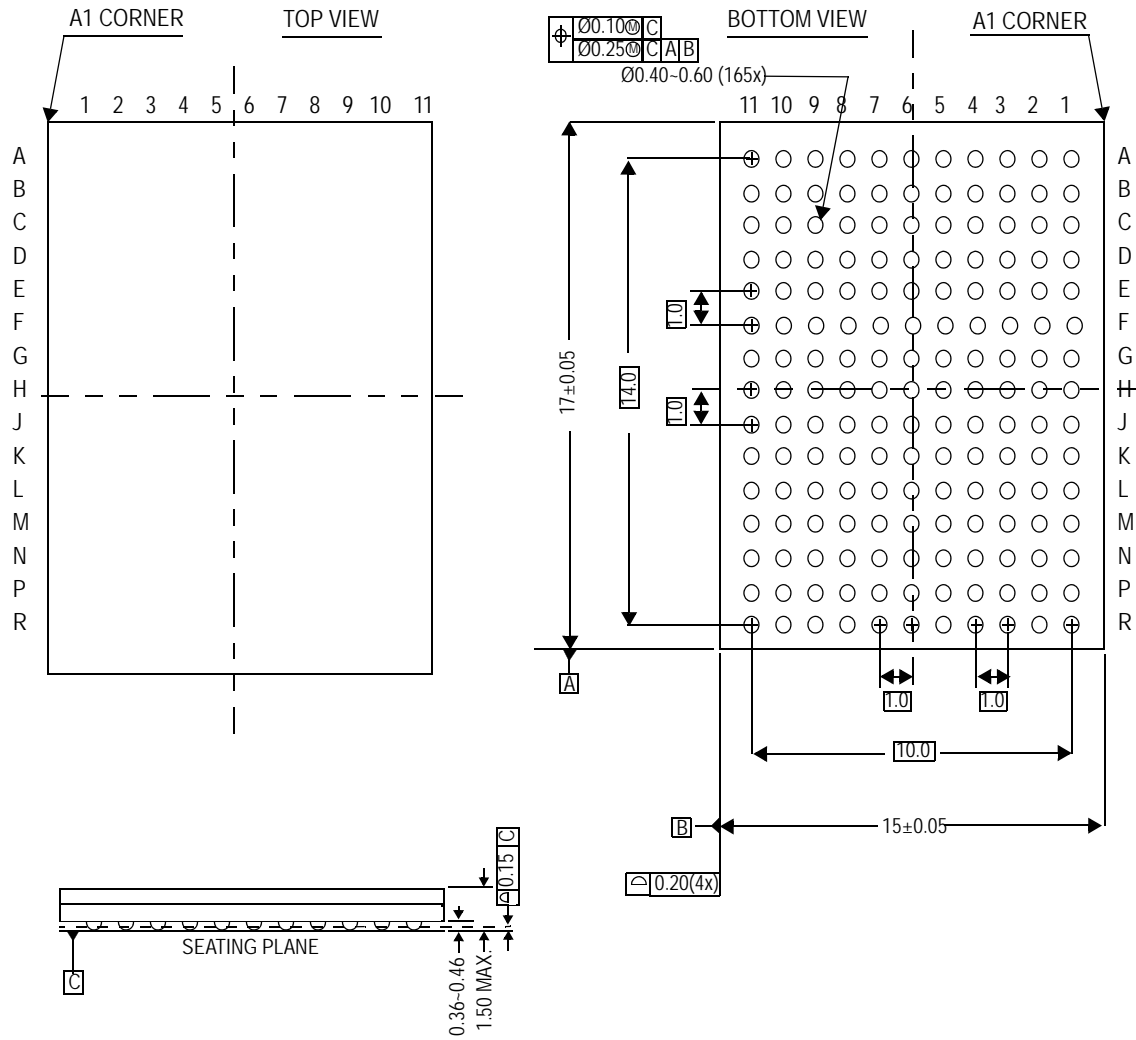 A1 CORNER
TOP VIEW
1 2 3 4 5 6 7 8 9 10 11
A
B
C
D
E
F
G
H
J
K
L
M
N
P
R
Ø0.10Ⓜ C
Ø0.25Ⓜ C A B
Ø0.40~0.60 (165x)
BOTTOM VIEW
A1 CORNER
11 10 9 8 7 6 5 4 3 2 1
A
B
C
D
E
F
G
H
J
K
L
M
N
P
R
17±0.05
14.0
1.0
1.0
A
1.0
1.0
10.0
B
15±0.05
0.20(4x)
0.15 C
SEATING PLANE
C
0.36~0.46
1.50 MAX.